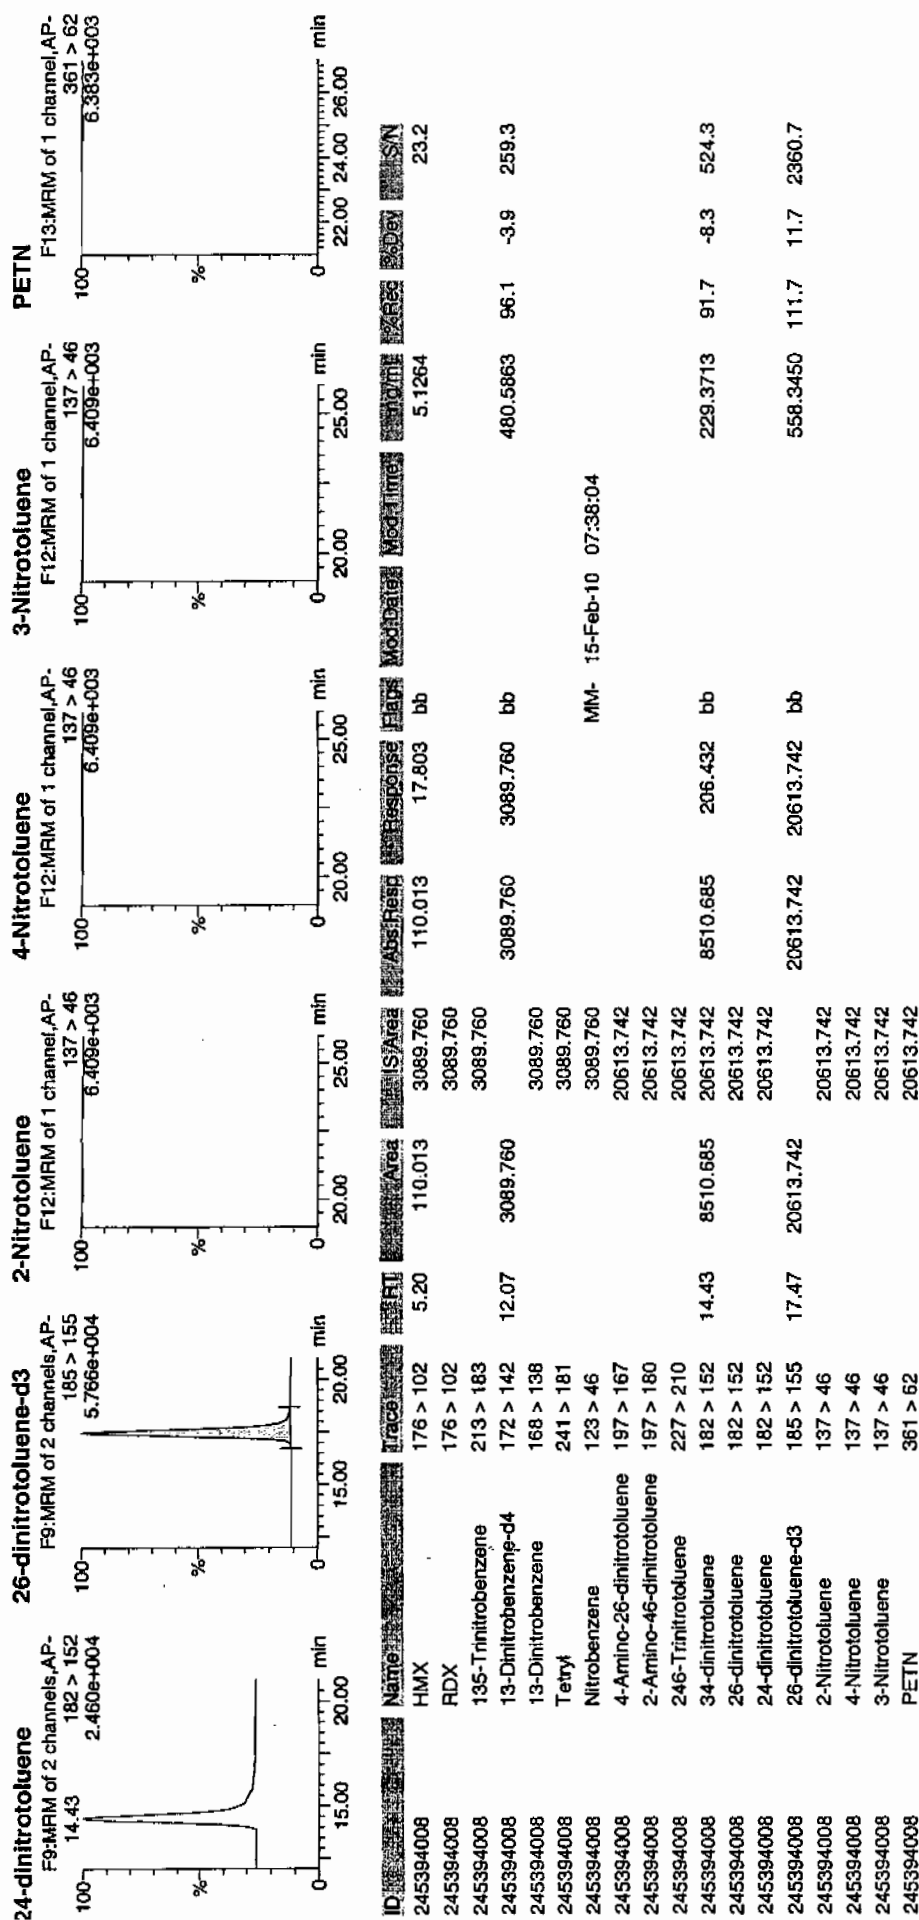 24-dinitrotoluene
F9:MRM of 2 channels,AP-
14.43 182 > 152
2.460e+004
100
%
0
15.00 20.00 min
26-dinitrotoluene-d3
F9:MRM of 2 channels,AP-
185 > 155
5.766e+004
100
%
0
15.00 20.00 min
2-Nitrotoluene
F12:MRM of 1 channel,AP-
137 > 46
6.409e+003
100
%
0
20.00 25.00 min
4-Nitrotoluene
F12:MRM of 1 channel,AP-
137 > 46
6.409e+003
100
%
0
20.00 25.00 min
3-Nitrotoluene
F12:MRM of 1 channel,AP-
137 > 46
6.409e+003
100
%
0
20.00 25.00 min
PETN
F13:MRM of 1 channel,AP-
361 > 62
6.383e+003
100
%
0
22.00 24.00 26.00 min
ID Name Trace RT Area IS Area Abs.Resp Response Flags Mod.Date Mod.Time ng/ml %Rec %Dev S/N
245394008 HMX 176 > 102 5.20 110.013 3089.760 110.013 17.803 bb 5.1264 23.2
245394008 RDX 176 > 102 3089.760
245394008 135-Trinitrobenzene 213 > 183 3089.760
245394008 13-Dinitrobenzene-d4 172 > 142 12.07 3089.760 3089.760 3089.760 bb 480.5863 96.1 -3.9 259.3
245394008 13-Dinitrobenzene 168 > 138 3089.760
245394008 Tetryl 241 > 181 3089.760
245394008 Nitrobenzene 123 > 46 3089.760 MM- 15-Feb-10 07:38:04
245394008 4-Amino-26-dinitrotoluene 197 > 167 20613.742
245394008 2-Amino-46-dinitrotoluene 197 > 180 20613.742
245394008 246-Trinitrotoluene 227 > 210 20613.742
245394008 34-dinitrotoluene 182 > 152 14.43 8510.685 20613.742 8510.685 206.432 bb 229.3713 91.7 -8.3 524.3
245394008 26-dinitrotoluene 182 > 152 20613.742
245394008 24-dinitrotoluene 182 > 152 20613.742
245394008 26-dinitrotoluene-d3 185 > 155 17.47 20613.742 20613.742 20613.742 bb 558.3450 111.7 11.7 2360.7
245394008 2-Nitrotoluene 137 > 46 20613.742
245394008 4-Nitrotoluene 137 > 46 20613.742
245394008 3-Nitrotoluene 137 > 46 20613.742
245394008 PETN 361 > 62 20613.742